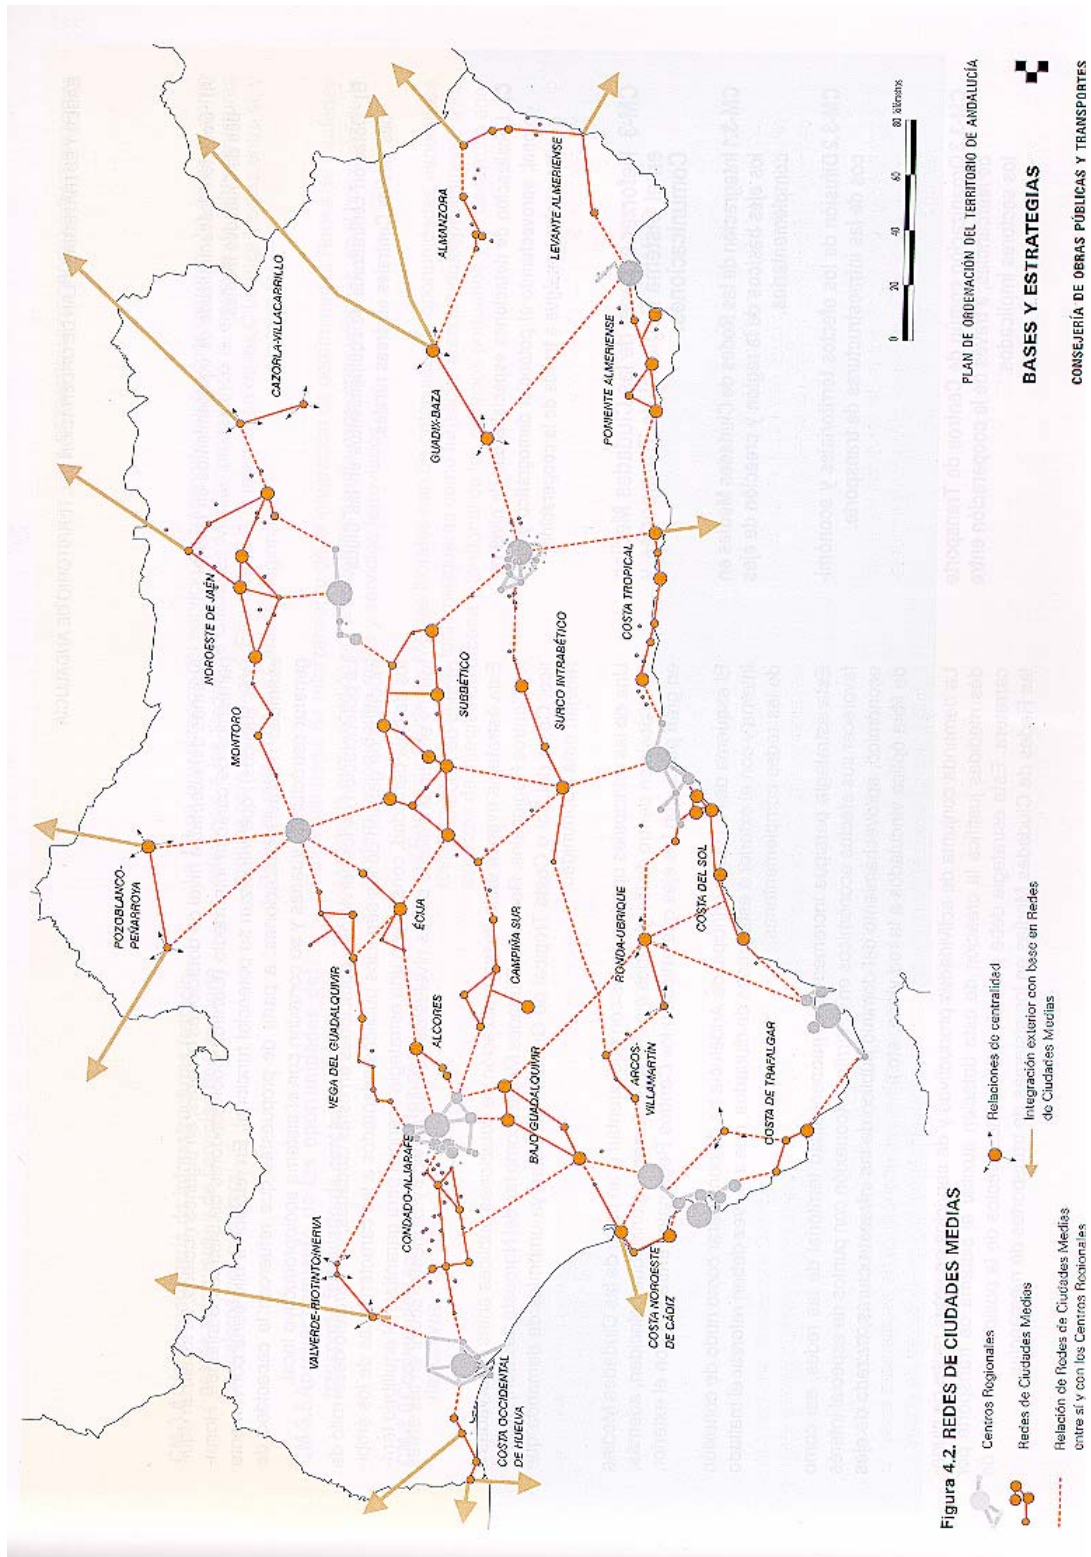 POZOBLANCO-
PEÑARROYA
MONTORO
NOROESTE DE JAÉN
CAZORLA-VILLACARRILLO
VALVERDE-RIOTINTO/NERVA
VEGA DEL GUADALQUIVIR
ÉCIJA
SUBBÉTICO
GUADIX-BAZA
ALMANZORA
CONDADO-ALJARAFE
ALCORES
CAMPIÑA SUR
SURCO INTRABÉTICO
LEVANTE ALMERIENSE
COSTA OCCIDENTAL
DE HUELVA
BAJO GUADALQUIVIR
ARCOS-
VILLAMARTÍN
RONDA-UBRIQUE
COSTA TROPICAL
PONIENTE ALMERIENSE
COSTA NOROESTE
DE CÁDIZ
COSTA DE TRAFALGAR
COSTA DEL SOL
0 20 40 60 80 kilómetros
Figura 4.2. REDES DE CIUDADES MEDIAS
Centros Regionales
Redes de Ciudades Medias
Relación de Redes de Ciudades Medias
entre sí y con los Centros Regionales
Relaciones de centralidad
Integración exterior con base en Redes
de Ciudades Medias
PLAN DE ORDENACIÓN DEL TERRITORIO DE ANDALUCÍA
BASES Y ESTRATEGIAS
CONSEJERÍA DE OBRAS PÚBLICAS Y TRANSPORTES